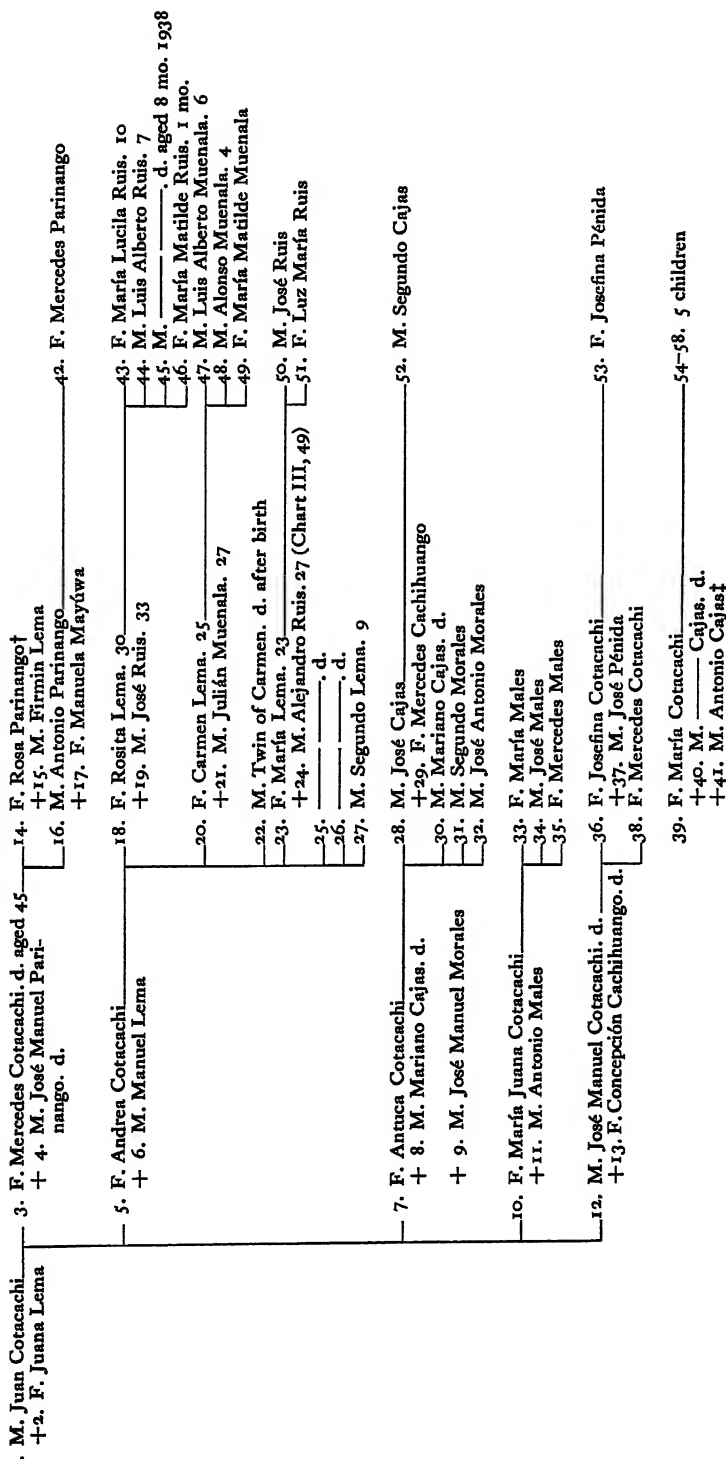 . M. Juan Cotacachi
+2. F. Juana Lema
3. F. Mercedes Cotacachi. d. aged 45
+ 4. M. José Manuel Pari-
nango. d.
5. F. Andrea Cotacachi
+ 6. M. Manuel Lema
7. F. Antuca Cotacachi
+ 8. M. Mariano Cajas. d.
+ 9. M. José Manuel Morales
10. F. María Juana Cotacachi
+11. M. Antonio Males
12. M. José Manuel Cotacachi. d.
+13. F. Concepción Cachihuango. d.
14. F. Rosa Parinango†
+15. M. Firmin Lema
16. M. Antonio Parinango
+17. F. Manuela Mayúwa
18. F. Rosita Lema. 30
+19. M. José Ruis. 33
20. F. Carmen Lema. 25
+21. M. Julián Muenala. 27
22. M. Twin of Carmen. d. after birth
23. F. María Lema. 23
+24. M. Alejandro Ruis. 27 (Chart III, 49)
25. ——— ———. d.
26. ——— ———. d.
27. M. Segundo Lema. 9
28. M. José Cajas
+29. F. Mercedes Cachihuango
30. M. Mariano Cajas. d.
31. M. Segundo Morales
32. M. José Antonio Morales
33. F. María Males
34. M. José Males
35. F. Mercedes Males
36. F. Josefina Cotacachi
+37. M. José Pénida
38. F. Mercedes Cotacachi
39. F. María Cotacachi
+40. M. ——— Cajas. d.
+41. M. Antonio Cajas‡
42. F. Mercedes Parinango
43. F. María Lucila Ruis. 10
44. M. Luis Alberto Ruis. 7
45. M. ——— ———. d. aged 8 mo. 1938
46. F. María Matilde Ruis. 1 mo.
47. M. Luis Alberto Muenala. 6
48. M. Alonso Muenala. 4
49. F. María Matilde Muenala
50. M. José Ruis
51. F. Luz María Ruis
52. M. Segundo Cajas
53. F. Josefina Pénida
54–58. 5 children